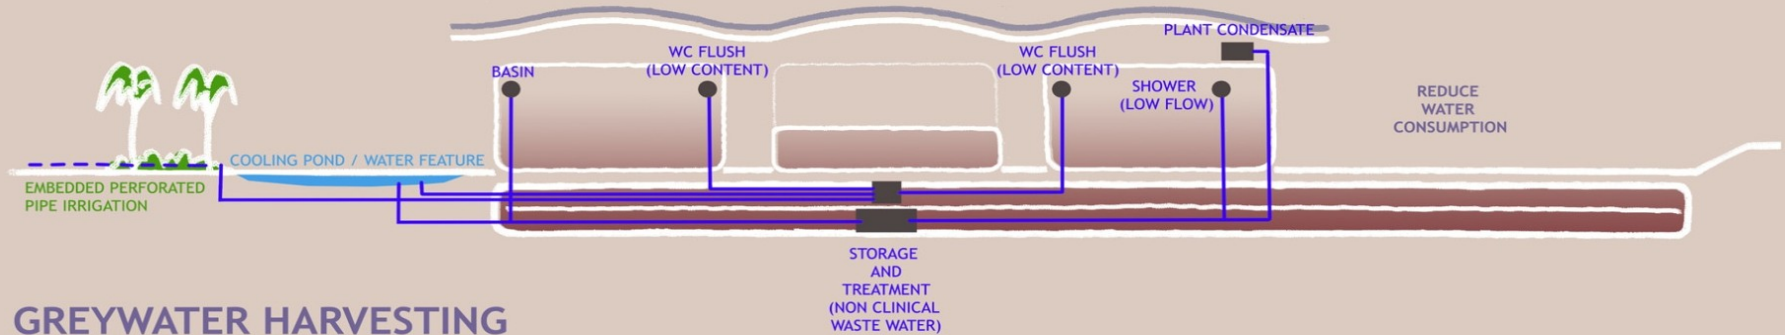 PLANT CONDENSATE
BASIN
WC FLUSH
(LOW CONTENT)
WC FLUSH
(LOW CONTENT)
SHOWER
(LOW FLOW)
REDUCE
WATER
CONSUMPTION
COOLING POND / WATER FEATURE
EMBEDDED PERFORATED
PIPE IRRIGATION
STORAGE
AND
TREATMENT
(NON CLINICAL
WASTE WATER)
GREYWATER HARVESTING